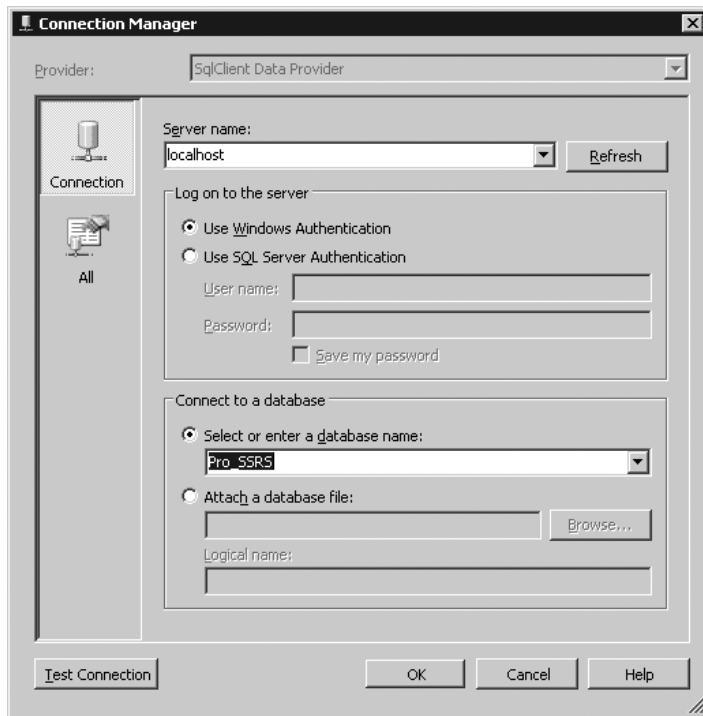 Connection Manager
Provider:
SqlClient Data Provider
Server name:
localhost
Refresh
Connection
Log on to the server
Use Windows Authentication
Use SQL Server Authentication
All
User name:
Password:
Save my password
Connect to a database
Select or enter a database name:
Pro_SSRS
Attach a database file:
Browse...
Logical name:
Test Connection
OK
Cancel
Help